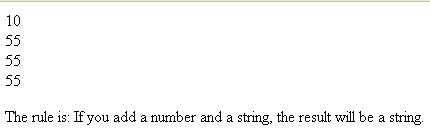 10
55
55
55
The rule is: If you add a number and a string, the result will be a string.